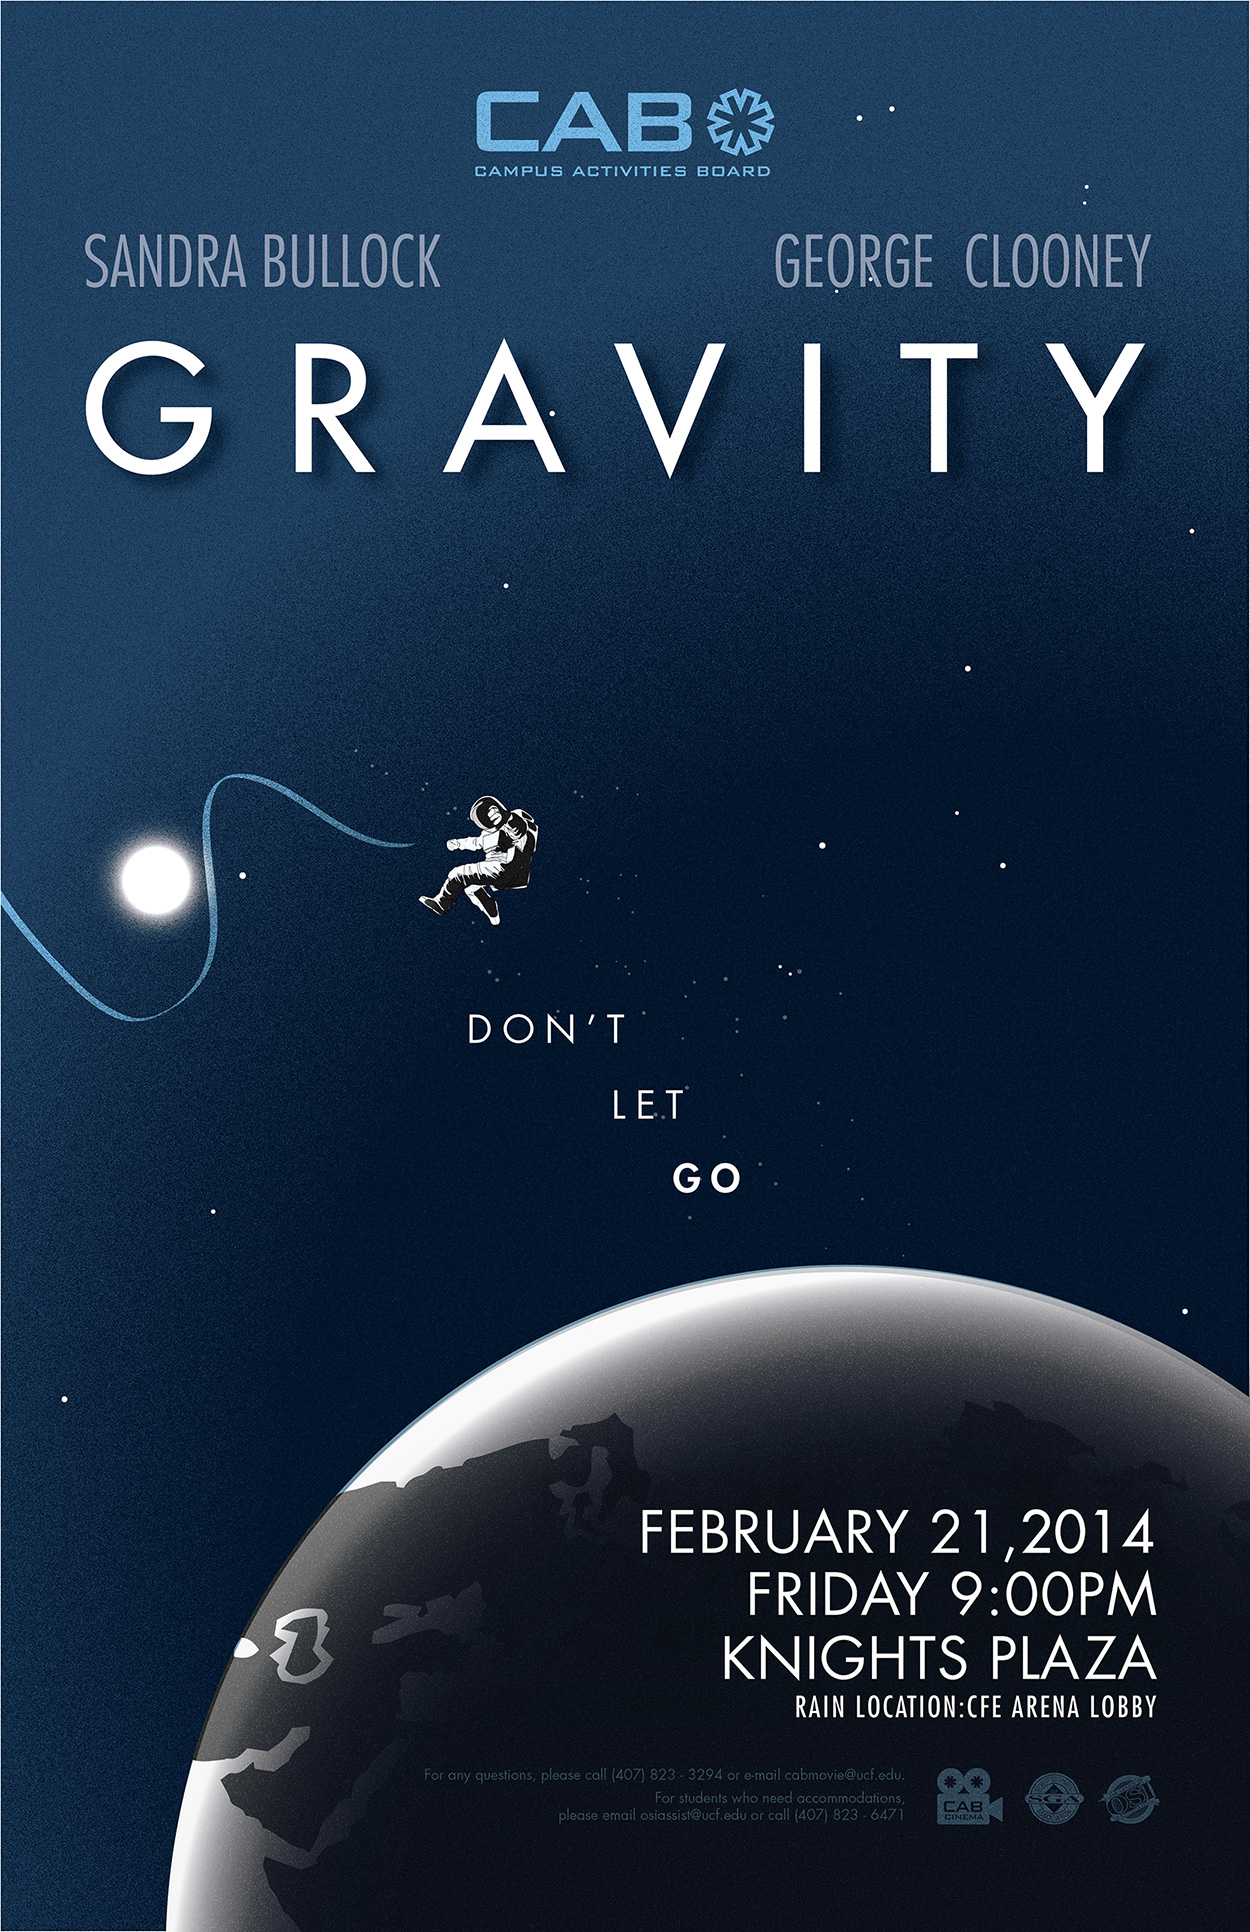 CAB
CAMPUS ACTIVITIES BOARD
SANDRA BULLOCK GEORGE CLOONEY
GRAVITY
DON'T
LET
GO
FEBRUARY 21,2014
FRIDAY 9:00PM
KNIGHTS PLAZA
RAIN LOCATION:CFE ARENA LOBBY
For any questions, please call (407) 823 - 3294 or e-mail cabmovie@ucf.edu.
For students who need accommodations,
please email osiassist@ucf.edu or call (407) 823 - 6471
CAB
CINEMA
SGA
OSI